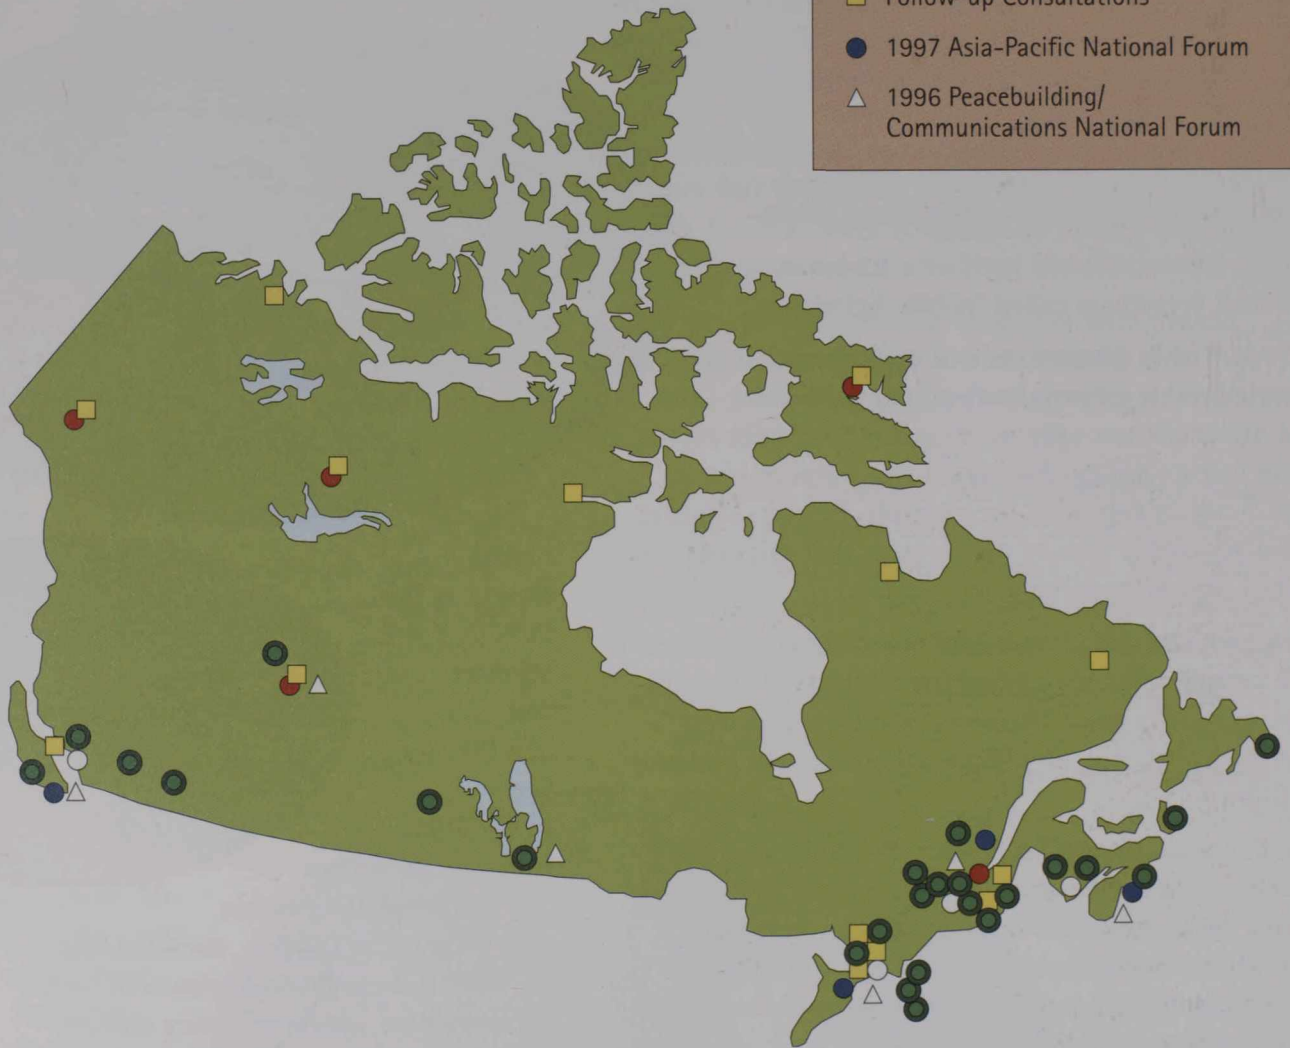 Follow-up Consultations
1997 Asia-Pacific National Forum
1996 Peacebuilding/
Communications National Forum